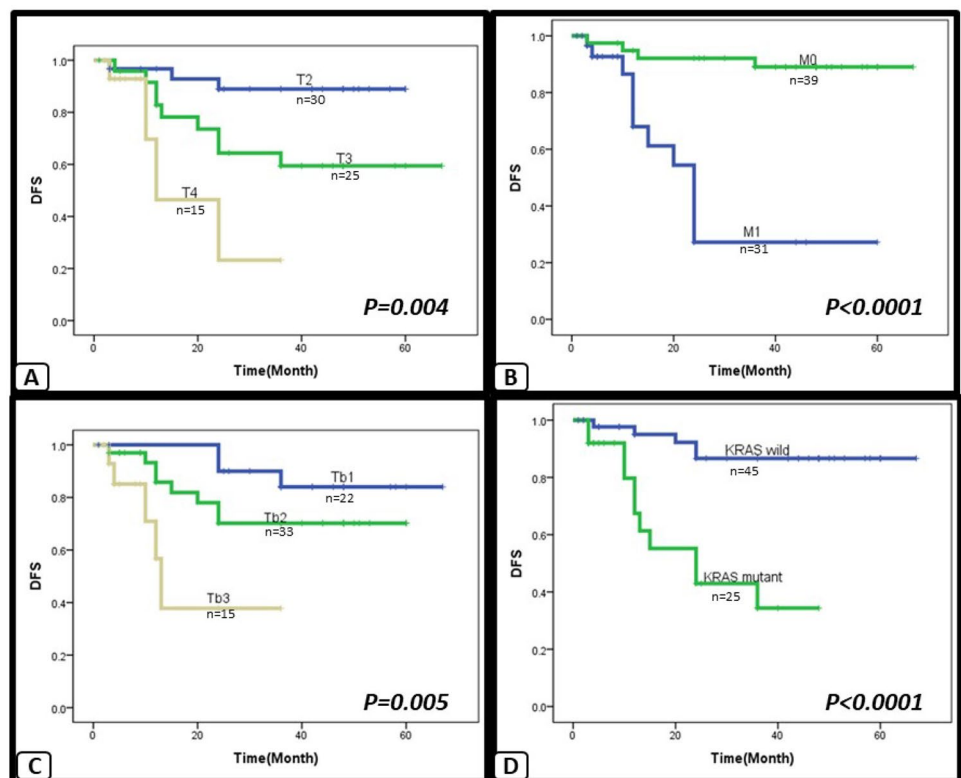 1.0
0.8
0.6
0.4
0.2
0.0
DFS
T2
n=30
T3
n=25
T4
n=15
P=0.004
0
20
40
60
Time(Month)
A
1.0
0.8
0.6
0.4
0.2
0.0
DFS
M0
n=39
M1
n=31
P<0.0001
0
20
40
60
Time(Month)
B
1.0
0.8
0.6
0.4
0.2
0.0
DFS
Tb1
n=22
Tb2
n=33
Tb3
n=15
P=0.005
0
20
40
60
Time(Month)
C
1.0
0.8
0.6
0.4
0.2
0.0
DFS
KRAS wild
n=45
KRAS mutant
n=25
P<0.0001
0
20
40
60
Time(Month)
D